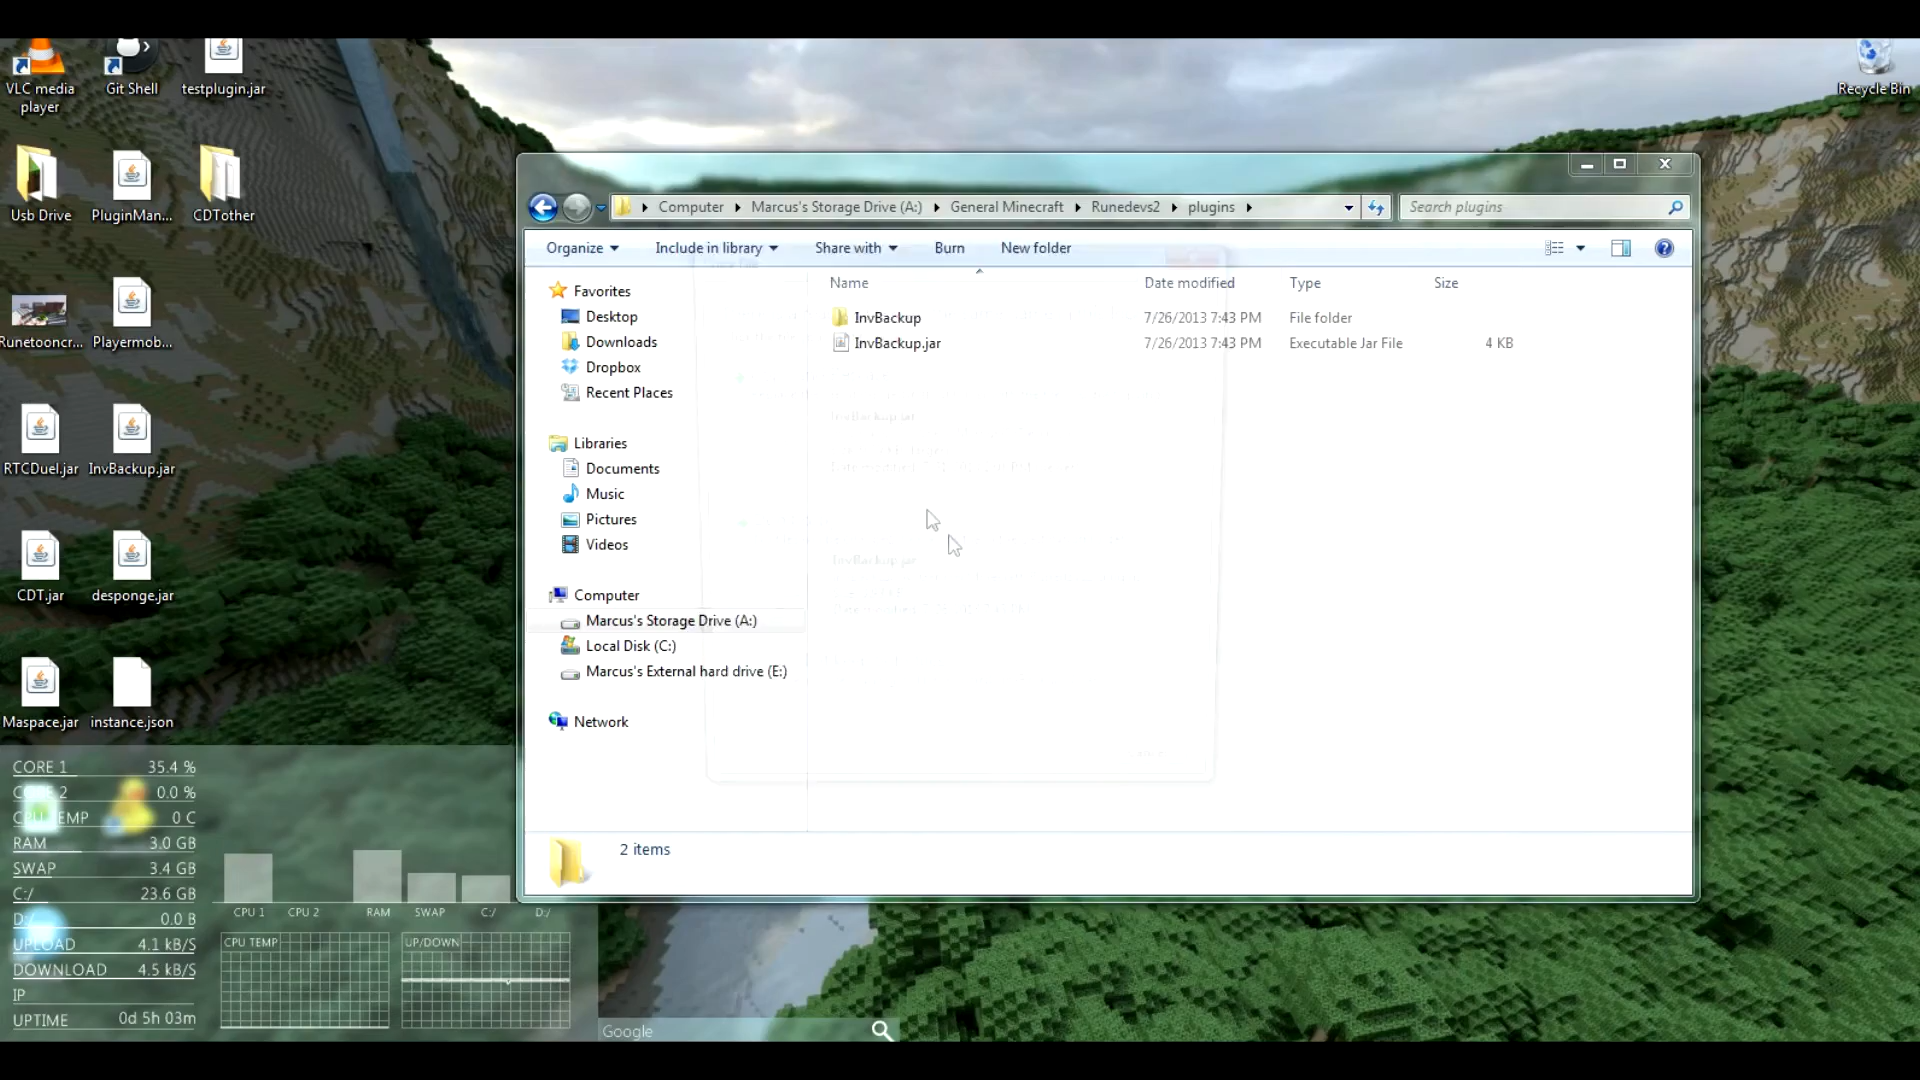 VLC media player
Git Shell
testplugin.jar
Recycle Bin
Usb Drive
PluginMan...
CDTother
Runetooncr...
Playermob...
RTCDuel.jar
InvBackup.jar
CDT.jar
desponge.jar
Maspace.jar
instance.json
Computer
Marcus's Storage Drive (A:)
General Minecraft
Runedevs2
plugins
Search plugins
Organize
Include in library
Share with
Burn
New folder
Name
Date modified
Type
Size
InvBackup
7/26/2013 7:43 PM
File folder
InvBackup.jar
7/26/2013 7:43 PM
Executable Jar File
4 KB
InvBackup.jar
InvBackup.jar
Favorites
Desktop
Downloads
Dropbox
Recent Places
Libraries
Documents
Music
Pictures
Videos
Computer
Marcus's Storage Drive (A:)
Local Disk (C:)
Marcus's External hard drive (E:)
Network
2 items
CORE 1 35.4 %
CORE 2 0.0 %
CPU TEMP 0 C
RAM 3.0 GB
SWAP 3.4 GB
C:/ 23.6 GB
D:/ 0.0 B
UPLOAD 4.1 kB/S
DOWNLOAD 4.5 kB/S
IP
UPTIME 0d 5h 03m
CPU 1
CPU 2
RAM
SWAP
C:/
D:/
CPU TEMP
UP/DOWN
Google